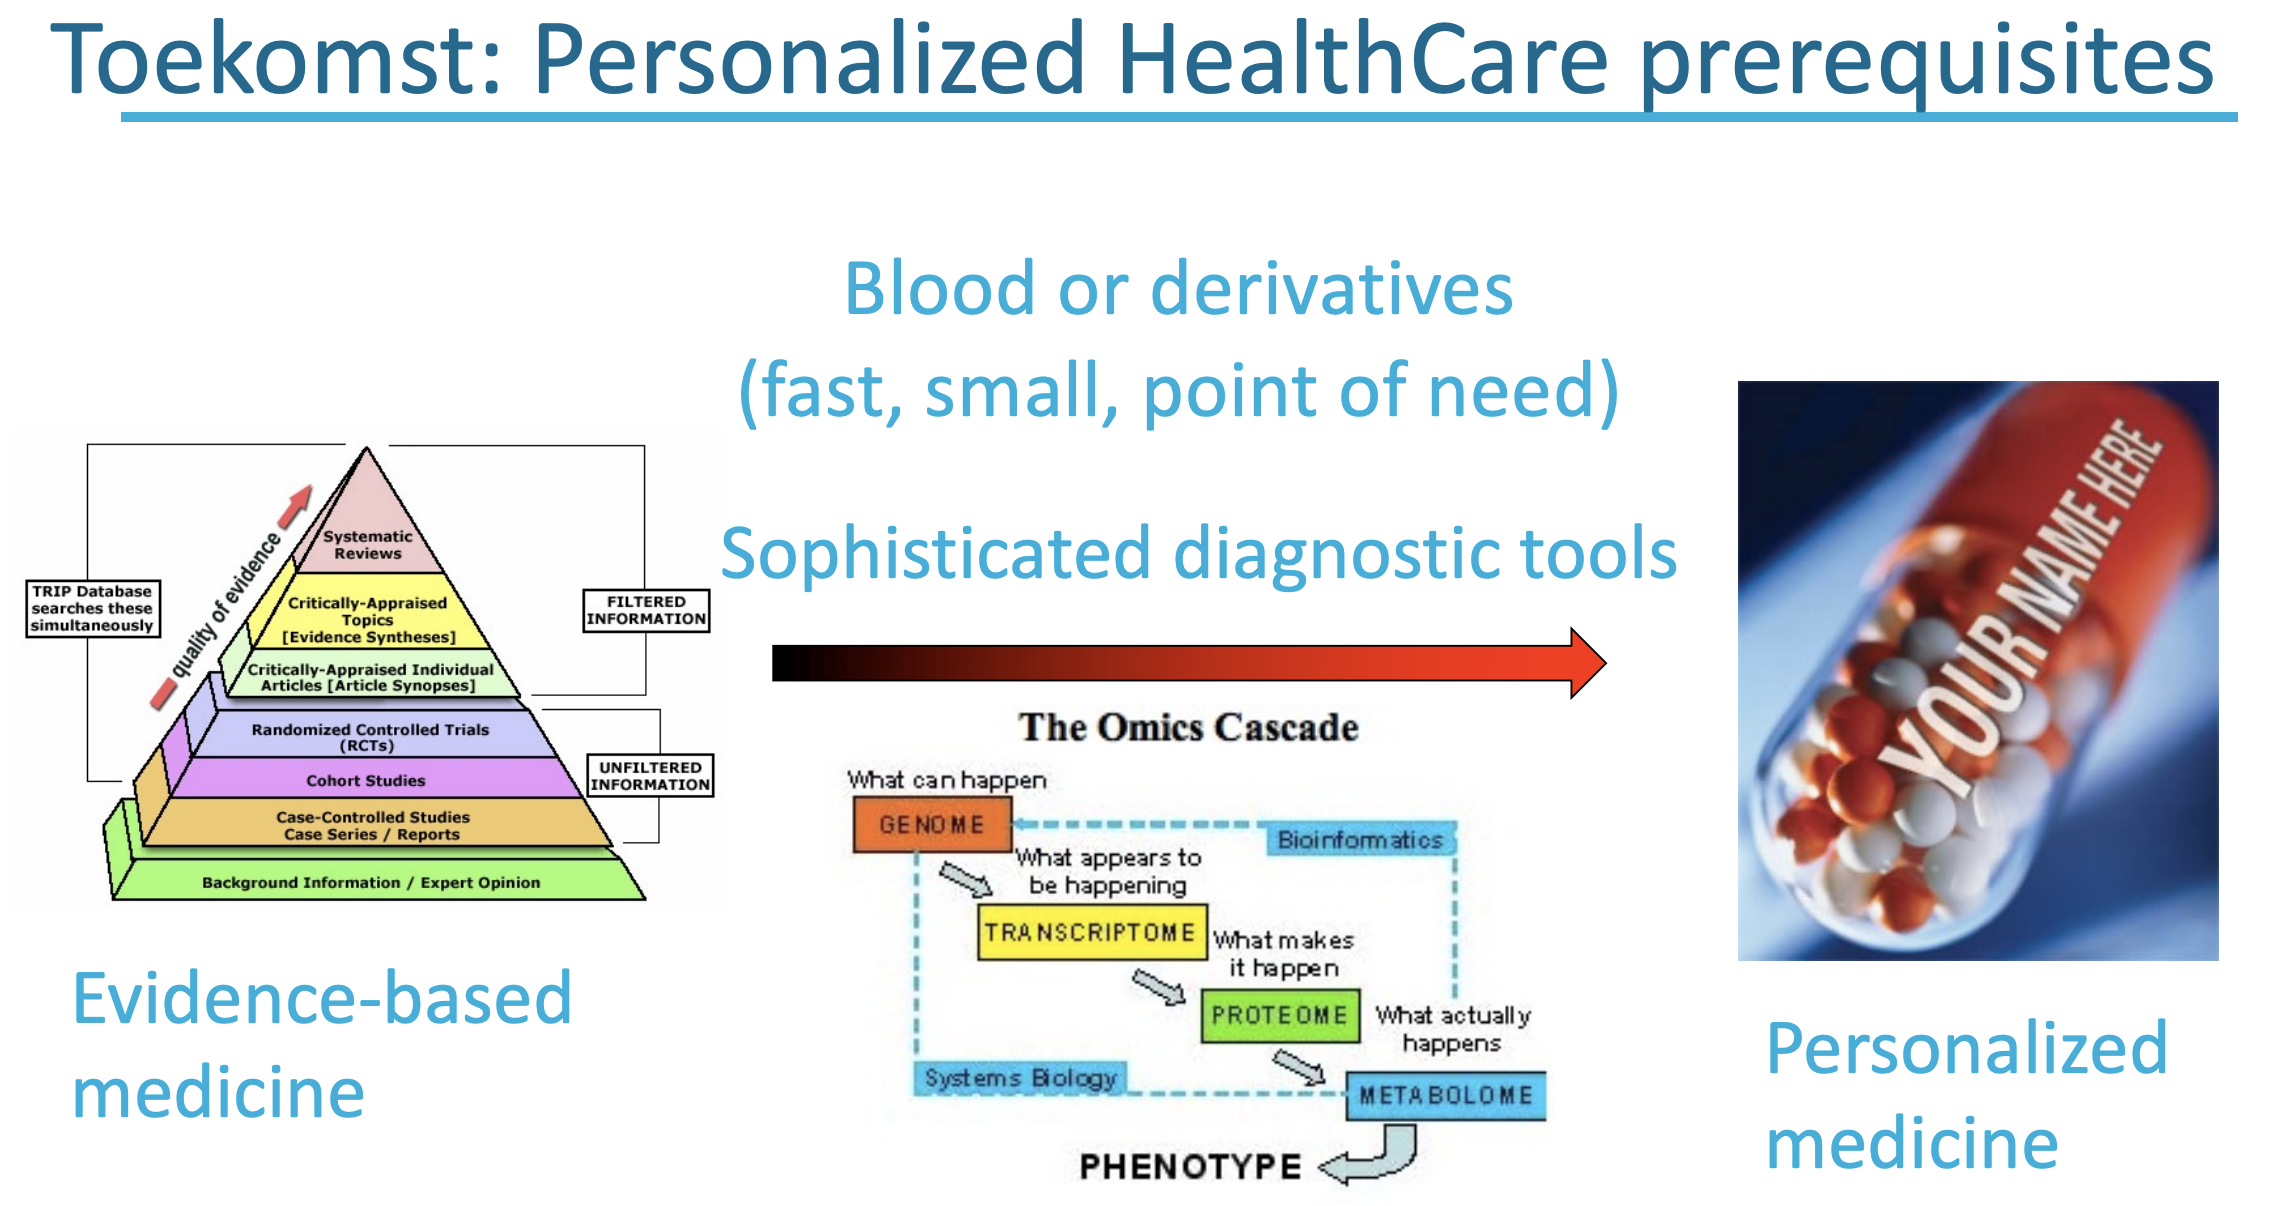 Toekomst: Personalized HealthCare prerequisites
Blood or derivatives
(fast, small, point of need)
Sophisticated diagnostic tools
quality of evidence
Systematic
Reviews
Critically-Appraised
Topics
[Evidence Syntheses]
Critically-Appraised Individual
Articles [Article Synopses]
Randomized Controlled Trials
(RCTs)
Cohort Studies
Case-Controlled Studies
Case Series / Reports
Background Information / Expert Opinion
TRIP Database
searches these
simultaneously
FILTERED
INFORMATION
UNFILTERED
INFORMATION
Evidence-based
medicine
The Omics Cascade
What can happen
GENOME
Bioinformatics
What appears to
be happening
TRANSCRIPTOME
What makes
it happen
PROTEOME
What actually
happens
Systems Biology
METABOLOME
PHENOTYPE
YOUR NAME HERE
Personalized
medicine